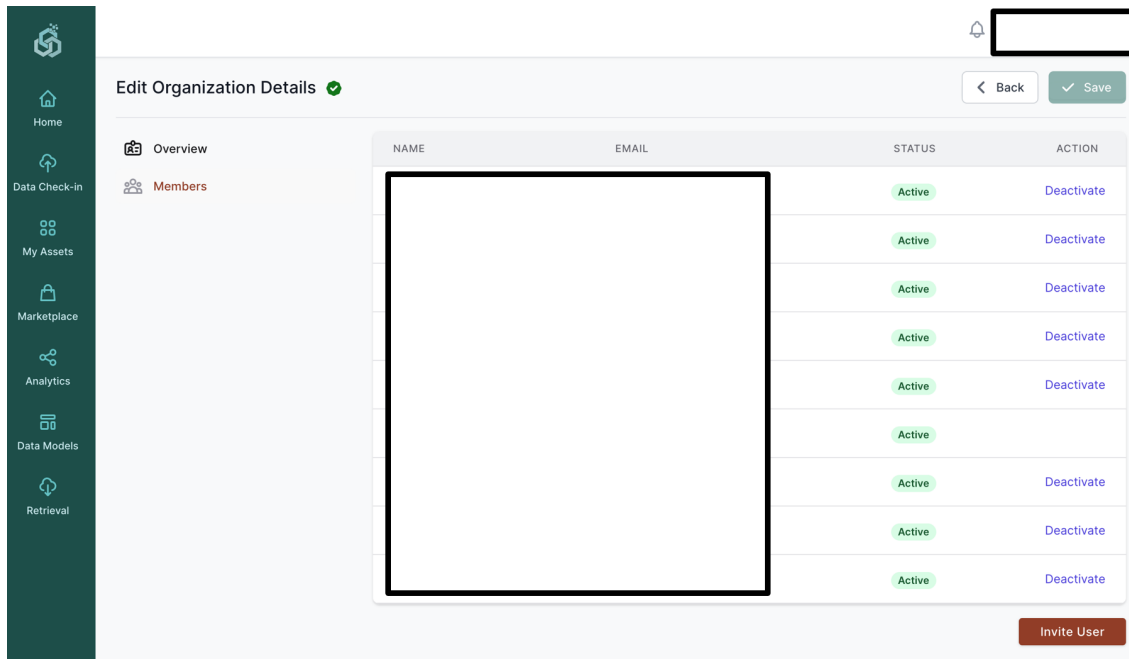 Edit Organization Details
Back
Save
Home
Data Check-in
My Assets
Marketplace
Analytics
Data Models
Retrieval
Overview
Members
NAME EMAIL STATUS ACTION
Active Deactivate
Active Deactivate
Active Deactivate
Active Deactivate
Active Deactivate
Active
Active Deactivate
Active Deactivate
Active Deactivate
Invite User